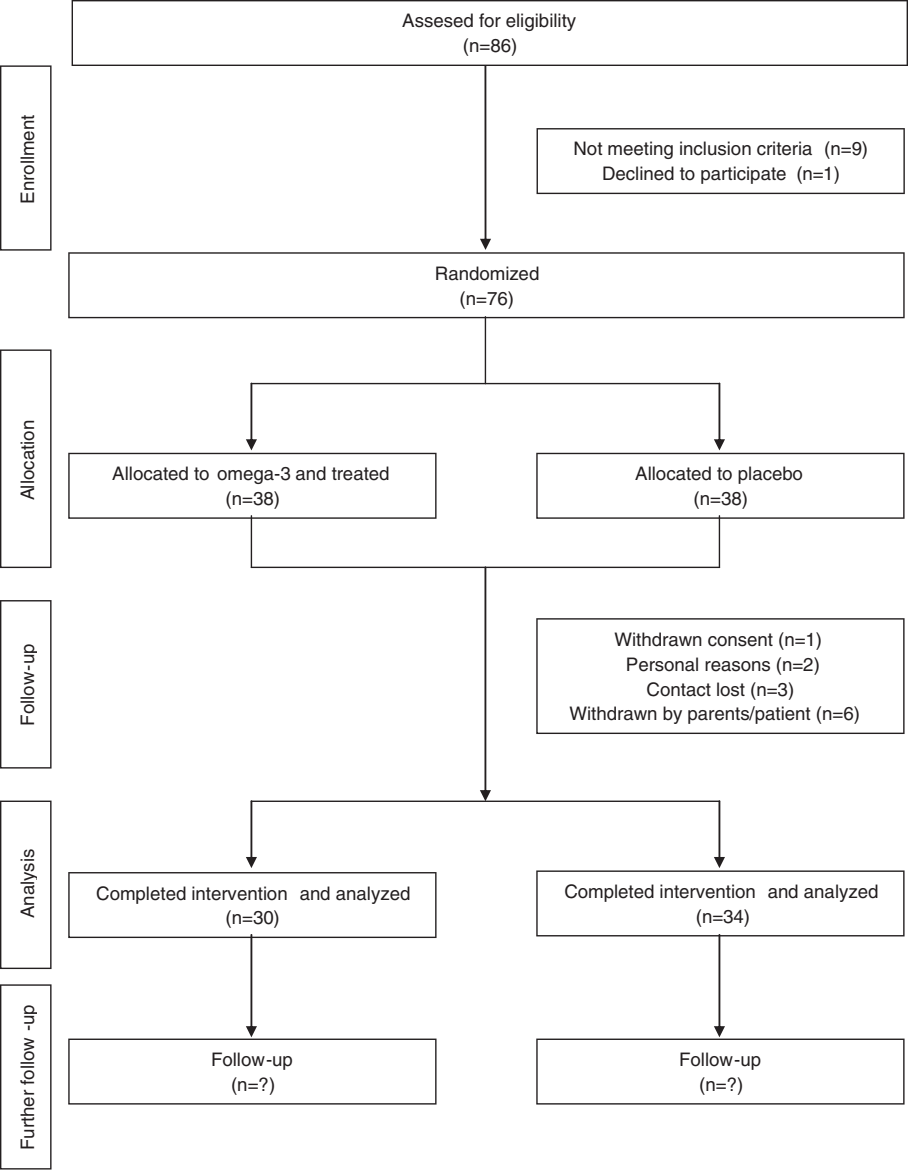 Assesed for eligibility
(n=86)
Enrollment
Not meeting inclusion criteria (n=9)
Declined to participate (n=1)
Randomized
(n=76)
Allocation
Allocated to omega-3 and treated
(n=38)
Allocated to placebo
(n=38)
Follow-up
Withdrawn consent (n=1)
Personal reasons (n=2)
Contact lost (n=3)
Withdrawn by parents/patient (n=6)
Analysis
Completed intervention and analyzed
(n=30)
Completed intervention and analyzed
(n=34)
Further follow -up
Follow-up
(n=?)
Follow-up
(n=?)